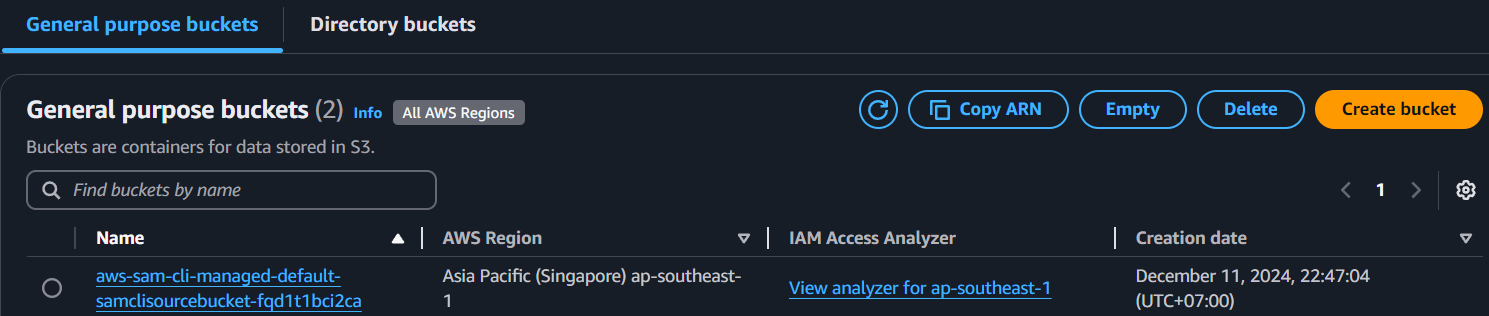 General purpose buckets
Directory buckets
General purpose buckets (2) Info All AWS Regions
Copy ARN
Empty
Delete
Create bucket
Buckets are containers for data stored in S3.
Find buckets by name
1
Name
AWS Region
IAM Access Analyzer
Creation date
aws-sam-cli-managed-default-
samclisourcebucket-fqd1t1bci2ca
Asia Pacific (Singapore) ap-southeast-
1
View analyzer for ap-southeast-1
December 11, 2024, 22:47:04
(UTC+07:00)